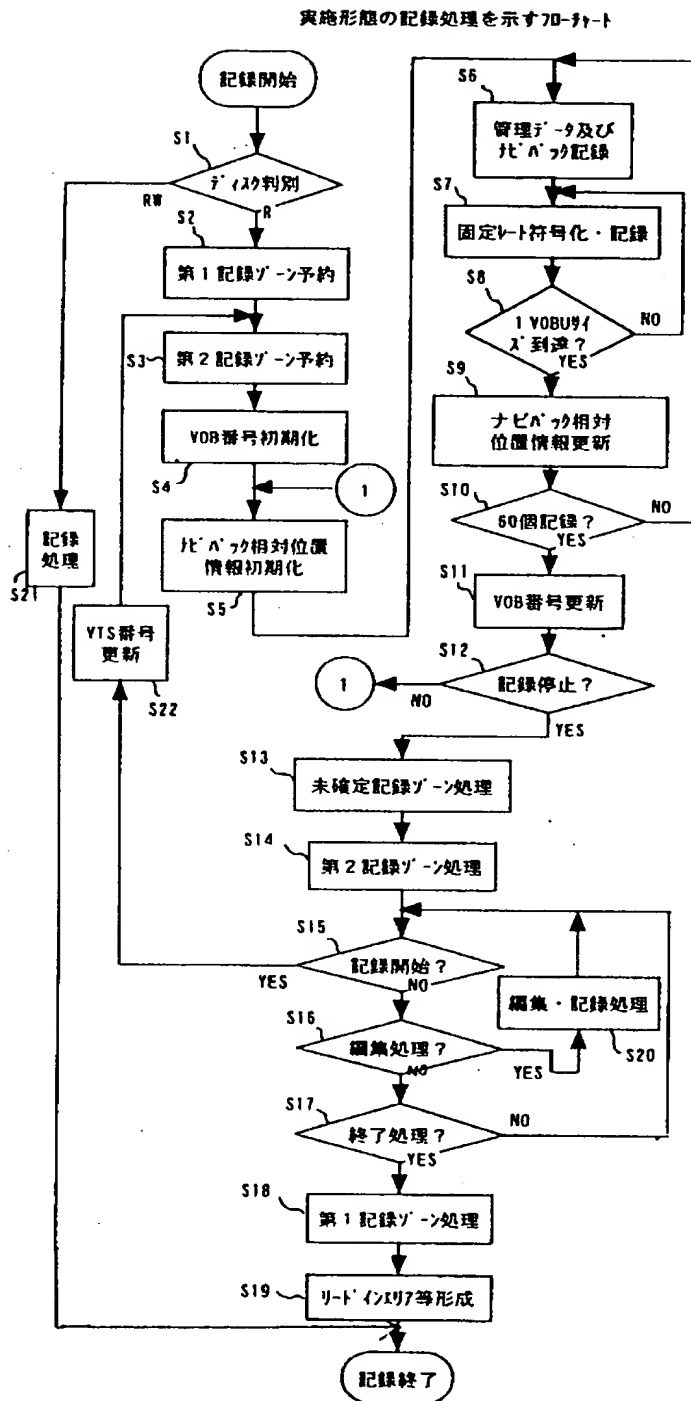 実施形態の記録処理を示すフローチャート
記録開始
S1
ディスク判別
RW
R
S2
第1記録ゾーン予約
S3
第2記録ゾーン予約
VOB番号初期化
S4
1
ナビパック相対位置
情報初期化
S5
記録
処理
S21
VTS番号
更新
S22
S6
管理データ及び
ナビパック記録
S7
固定レート符号化・記録
S8
1VOBUサイ
ズ到達?
NO
YES
S9
ナビパック相対
位置情報更新
S10
60個記録?
NO
YES
S11
VOB番号更新
S12
記録停止?
1
NO
YES
S13
未確定記録ゾーン処理
S14
第2記録ゾーン処理
S15
記録開始?
YES
NO
編集・記録処理
S20
S16
編集処理?
YES
NO
S17
終了処理?
NO
YES
S18
第1記録ゾーン処理
S19
リードインエリア等形成
記録終了